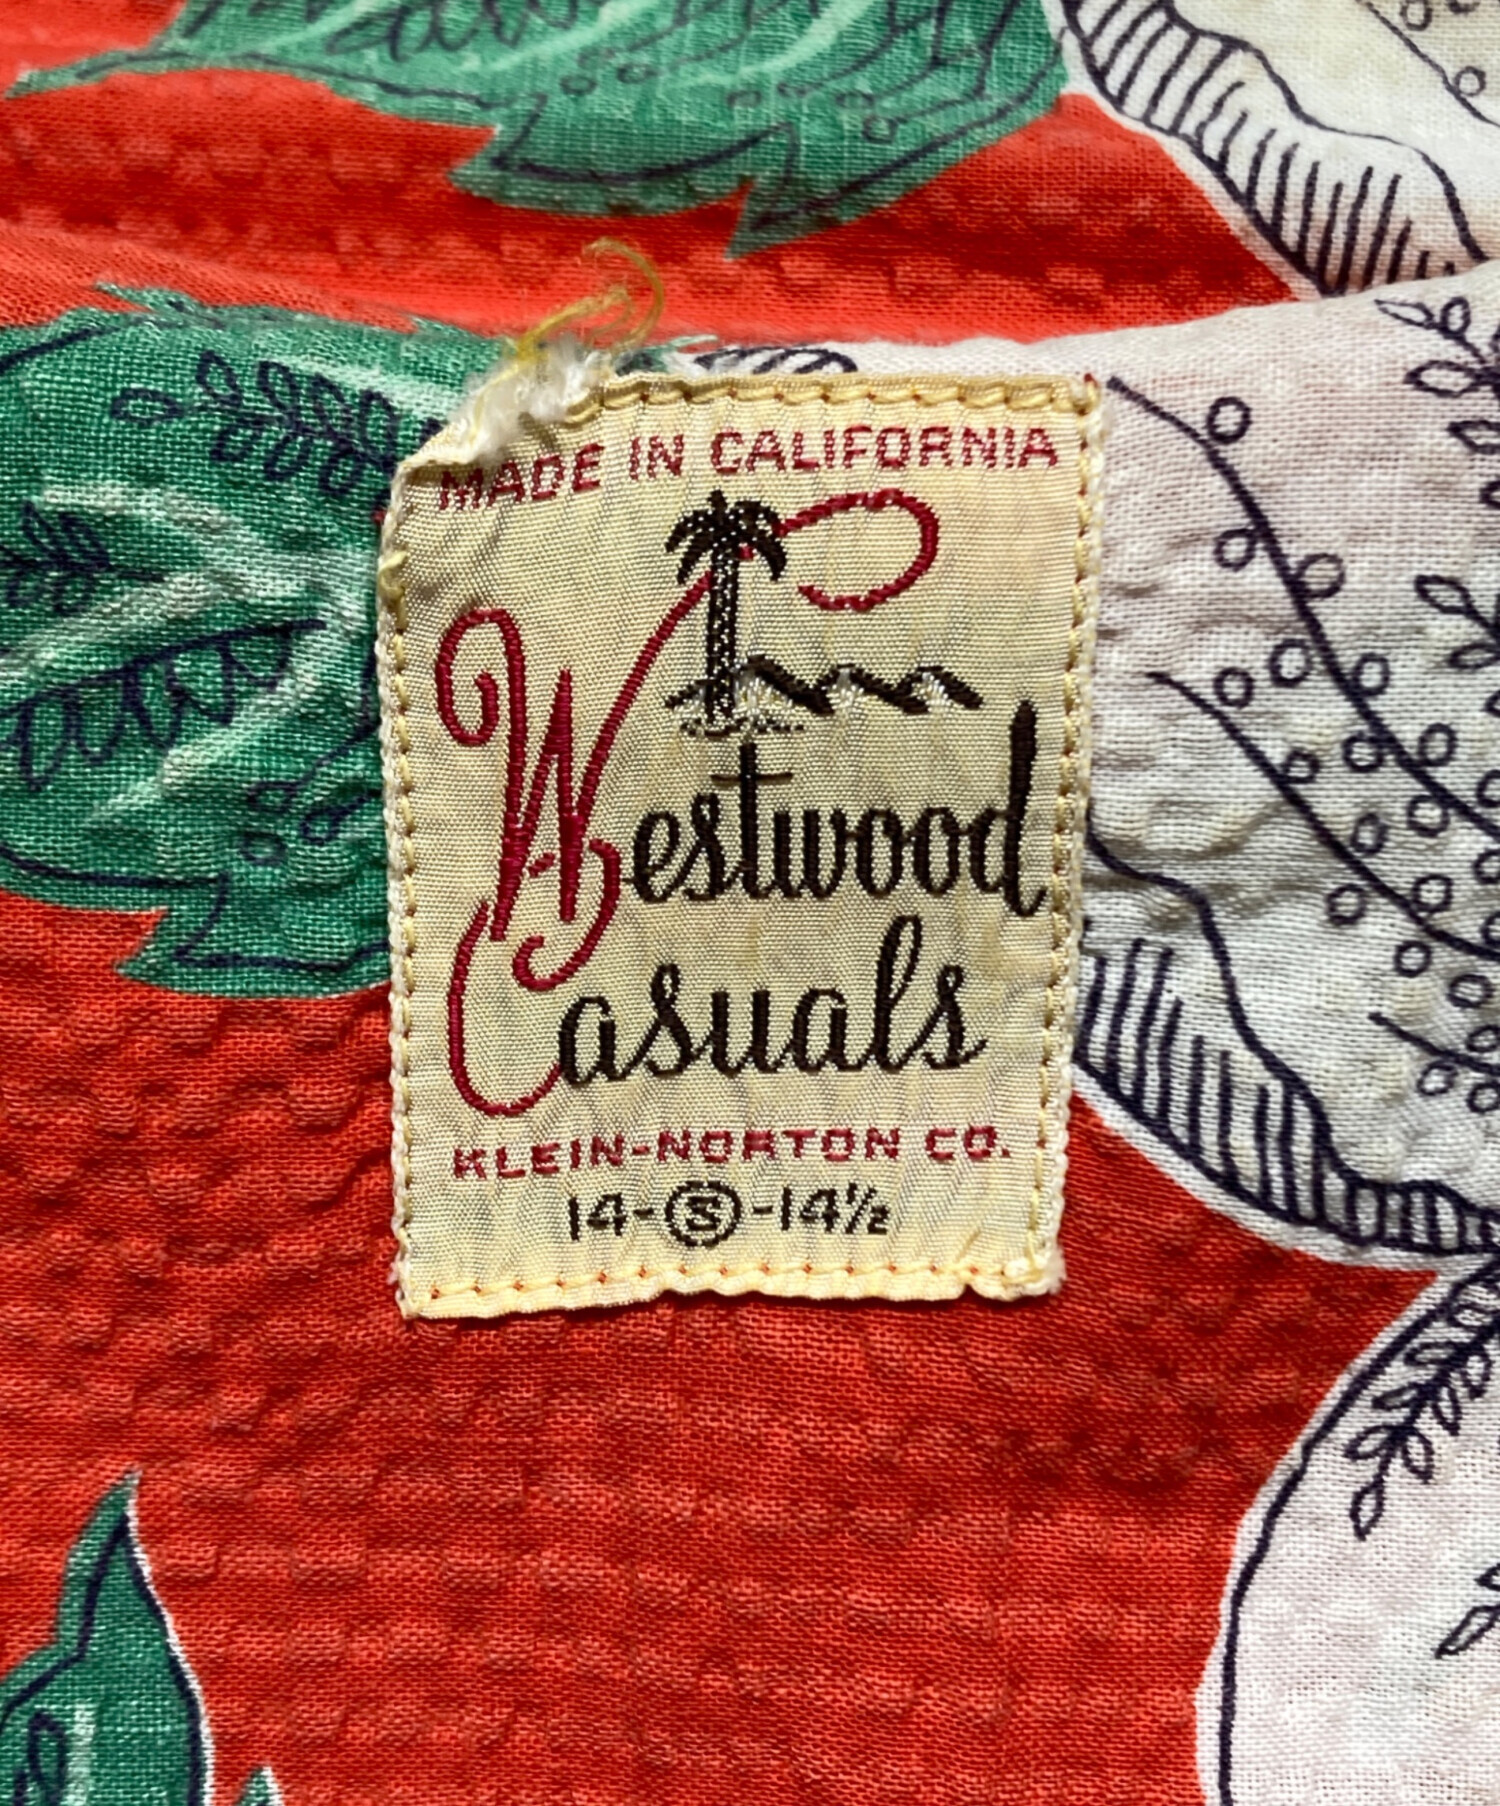 MADE IN CALIFORNIA
Westwood
Casuals
KLEIN-NORTON CO.
14-Ⓢ-14½